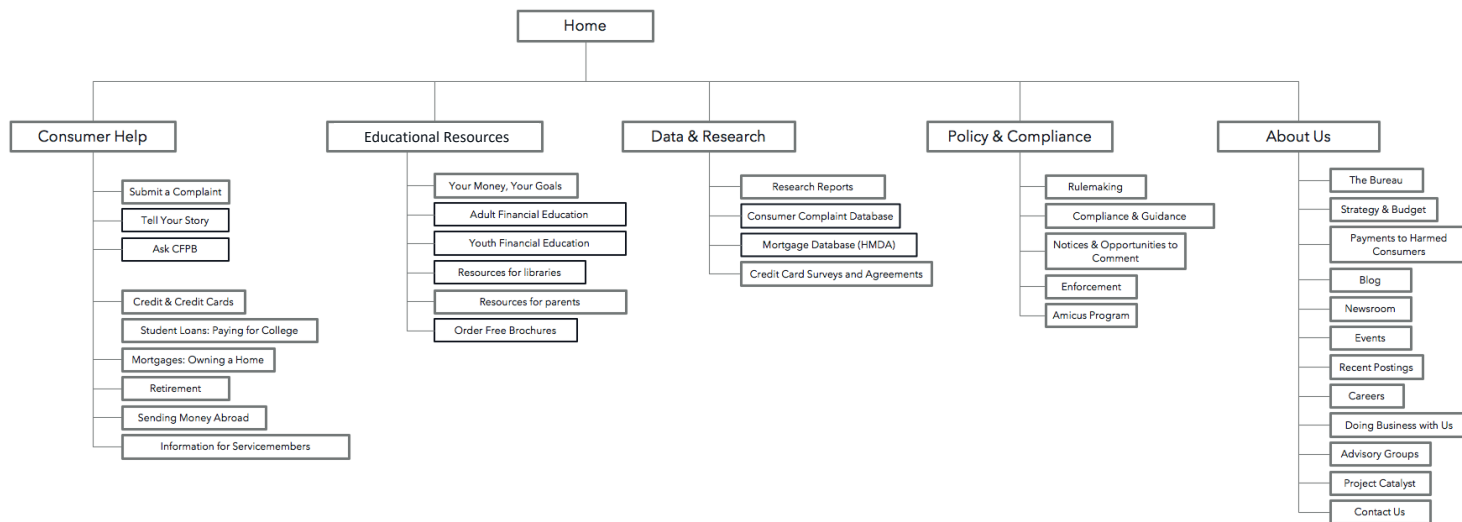 Home
Consumer Help
Submit a Complaint
Tell Your Story
Ask CFPB
Credit & Credit Cards
Student Loans: Paying for College
Mortgages: Owning a Home
Retirement
Sending Money Abroad
Information for Servicemembers
Educational Resources
Your Money, Your Goals
Adult Financial Education
Youth Financial Education
Resources for libraries
Resources for parents
Order Free Brochures
Data & Research
Research Reports
Consumer Complaint Database
Mortgage Database (HMDA)
Credit Card Surveys and Agreements
Policy & Compliance
Rulemaking
Compliance & Guidance
Notices & Opportunities to
Comment
Enforcement
Amicus Program
About Us
The Bureau
Strategy & Budget
Payments to Harmed
Consumers
Blog
Newsroom
Events
Recent Postings
Careers
Doing Business with Us
Advisory Groups
Project Catalyst
Contact Us